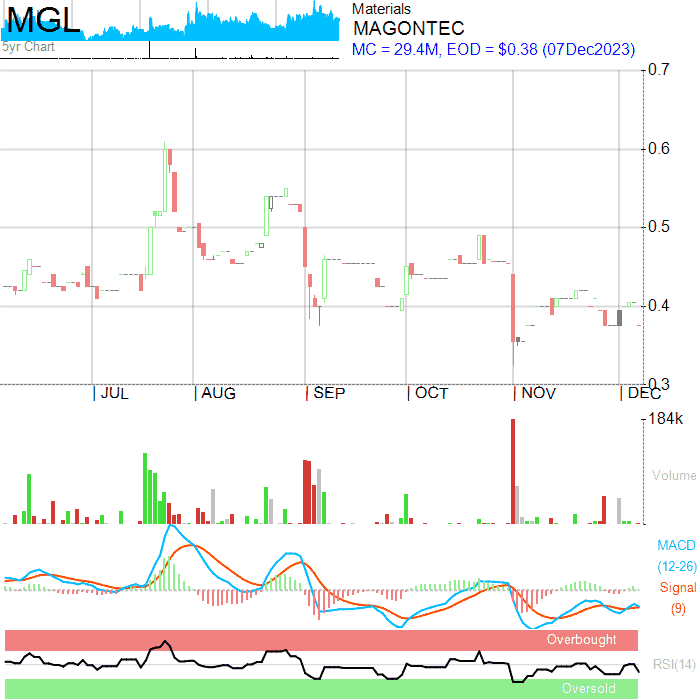 MGL
5yr Chart
Materials
MAGONTEC
MC = 29.4M, EOD = $0.38 (07Dec2023)
0.7
0.6
0.5
0.4
0.3
| JUL | AUG | SEP | OCT | NOV | DEC
184k
Volume
MACD
(12-26)
Signal
(9)
Overbought
RSI(14)
Oversold